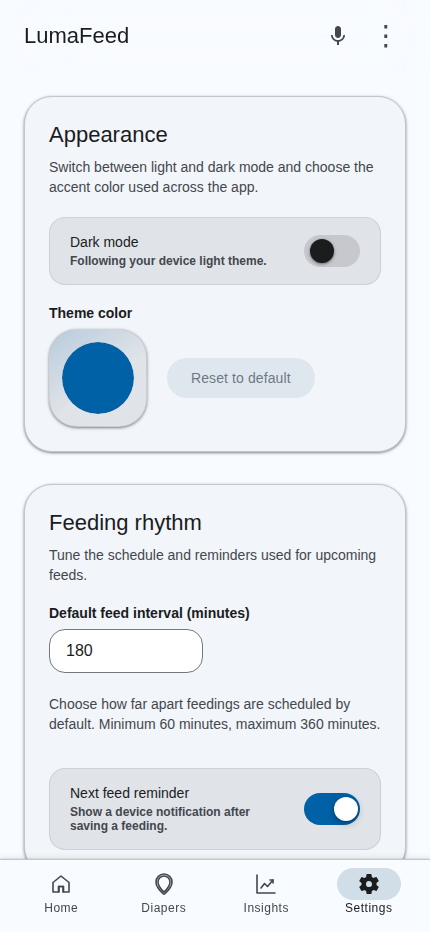 LumaFeed
Appearance
Switch between light and dark mode and choose the
accent color used across the app.
Dark mode
Following your device light theme.
Theme color
Reset to default
Feeding rhythm
Tune the schedule and reminders used for upcoming
feeds.
Default feed interval (minutes)
180
Choose how far apart feedings are scheduled by
default. Minimum 60 minutes, maximum 360 minutes.
Next feed reminder
Show a device notification after
saving a feeding.
Home
Diapers
Insights
Settings